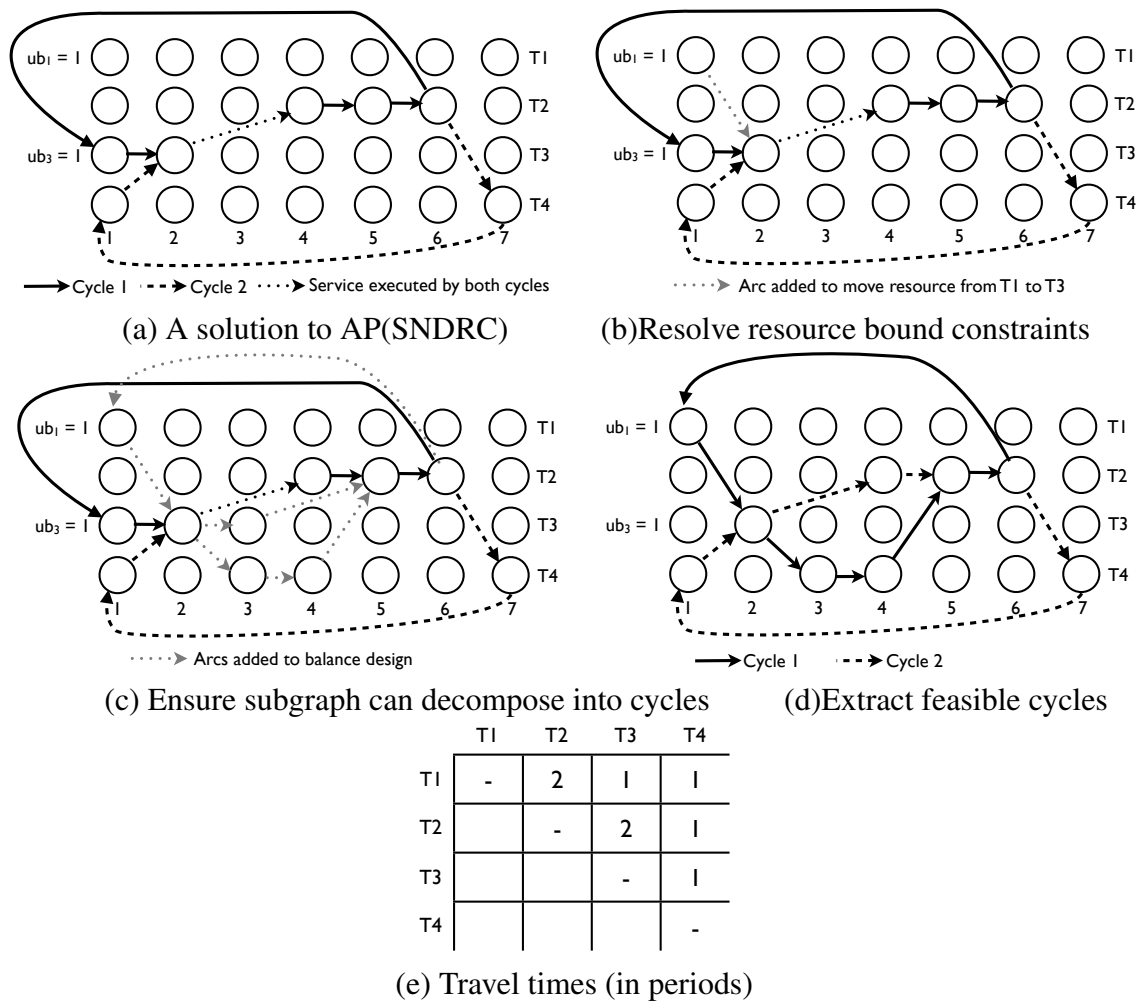 ub₁ = 1
T1
T2
ub₃ = 1
T3
T4
1 2 3 4 5 6 7
Cycle 1 Cycle 2 Service executed by both cycles
(a) A solution to AP(SNDRC)
ub₁ = 1
T1
T2
ub₃ = 1
T3
T4
1 2 3 4 5 6 7
Arc added to move resource from T1 to T3
(b)Resolve resource bound constraints
ub₁ = 1
T1
T2
ub₃ = 1
T3
T4
1 2 3 4 5 6 7
Arcs added to balance design
(c) Ensure subgraph can decompose into cycles
ub₁ = 1
T1
T2
ub₃ = 1
T3
T4
1 2 3 4 5 6 7
Cycle 1 Cycle 2
(d)Extract feasible cycles
T1 T2 T3 T4
T1 - 2 1 1
T2 - 2 1
T3 - 1
T4 -
(e) Travel times (in periods)